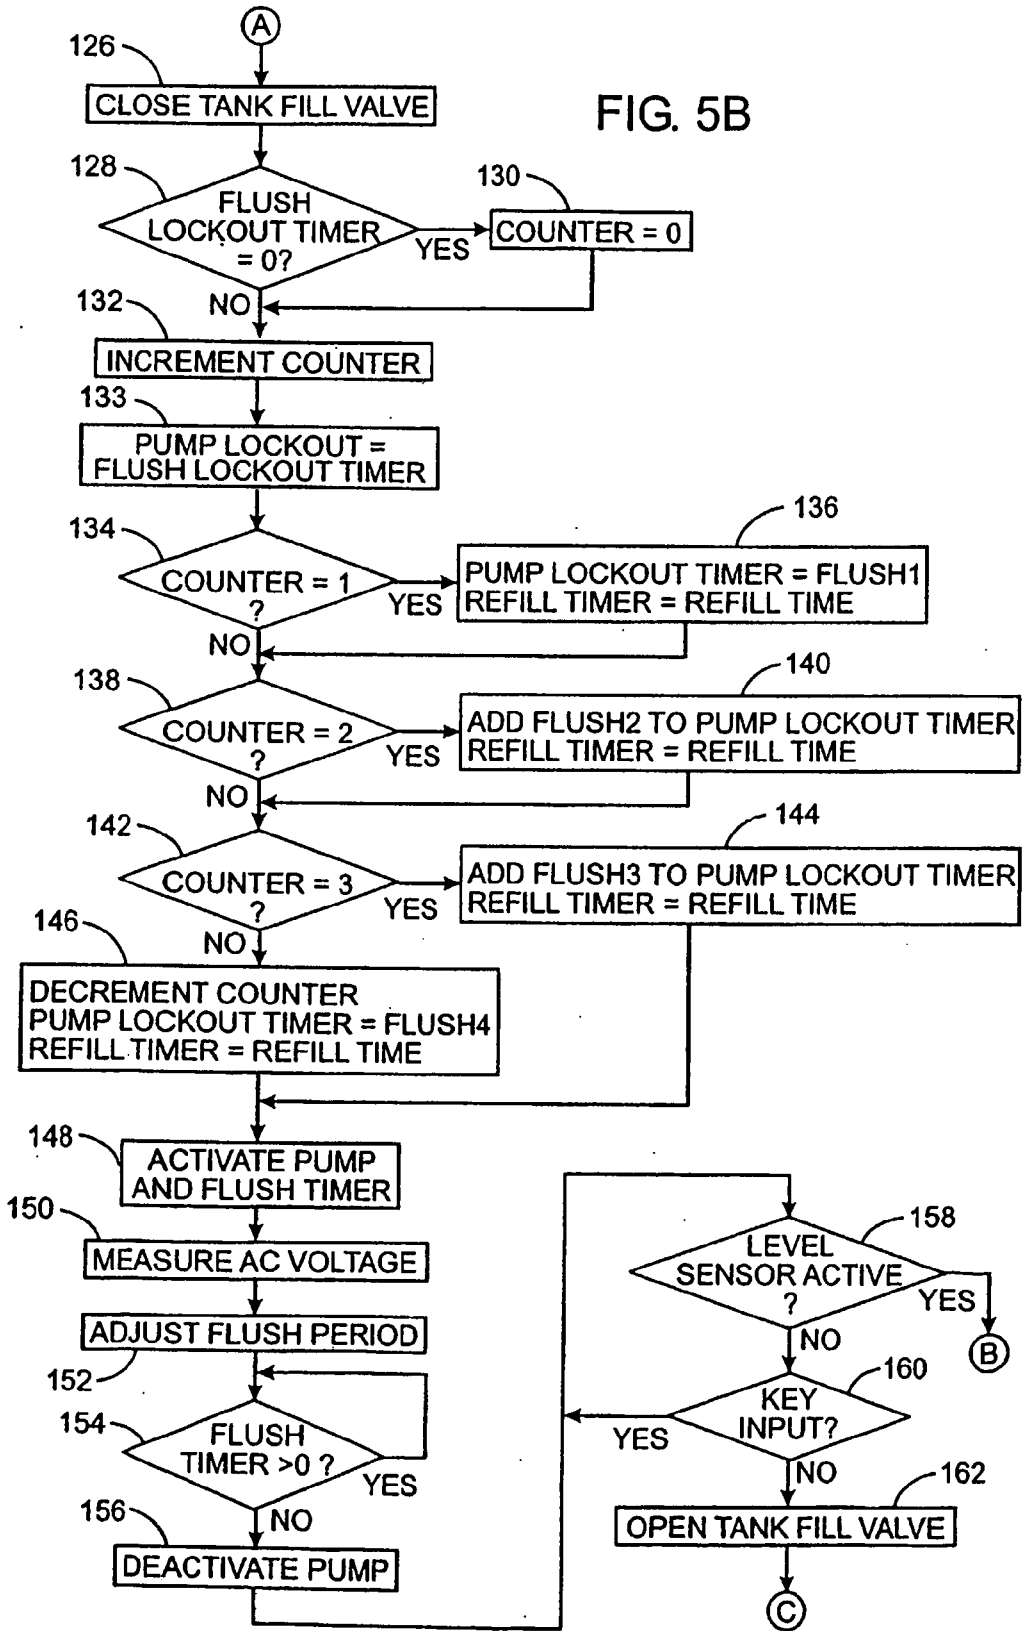 A
126
CLOSE TANK FILL VALVE
FIG. 5B
128
FLUSH
LOCKOUT TIMER
= 0?
YES
130
COUNTER = 0
NO
132
INCREMENT COUNTER
133
PUMP LOCKOUT =
FLUSH LOCKOUT TIMER
134
COUNTER = 1
?
YES
136
PUMP LOCKOUT TIMER = FLUSH1
REFILL TIMER = REFILL TIME
NO
138
COUNTER = 2
?
YES
140
ADD FLUSH2 TO PUMP LOCKOUT TIMER
REFILL TIMER = REFILL TIME
NO
142
COUNTER = 3
?
YES
144
ADD FLUSH3 TO PUMP LOCKOUT TIMER
REFILL TIMER = REFILL TIME
NO
146
DECREMENT COUNTER
PUMP LOCKOUT TIMER = FLUSH4
REFILL TIMER = REFILL TIME
148
ACTIVATE PUMP
AND FLUSH TIMER
150
MEASURE AC VOLTAGE
ADJUST FLUSH PERIOD
152
154
FLUSH
TIMER >0 ?
YES
NO
156
DEACTIVATE PUMP
158
LEVEL
SENSOR ACTIVE
?
YES
B
NO
160
KEY
INPUT?
YES
NO
162
OPEN TANK FILL VALVE
C